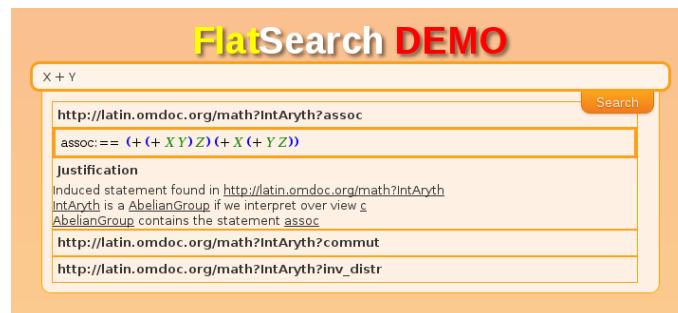 FlatSearch DEMO
X + Y
Search
http://latin.omdoc.org/math?IntAryth?assoc
assoc:== (+(+ X Y) Z)(+ X (+ Y Z))
Justification
Induced statement found in http://latin.omdoc.org/math?IntAryth
IntAryth is a AbelianGroup if we interpret over view c
AbelianGroup contains the statement assoc
http://latin.omdoc.org/math?IntAryth?commut
http://latin.omdoc.org/math?IntAryth?inv_distr